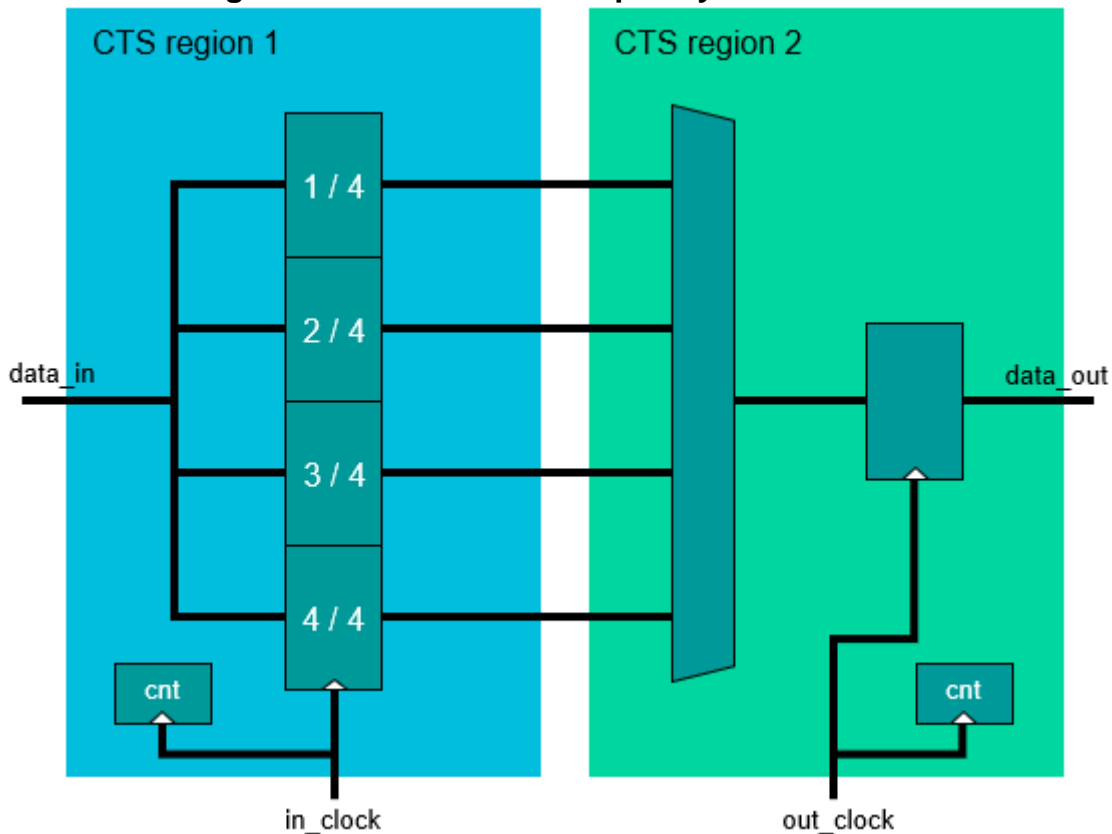 CTS region 1
CTS region 2
1 / 4
2 / 4
3 / 4
4 / 4
data_in
data_out
cnt
cnt
in_clock
out_clock